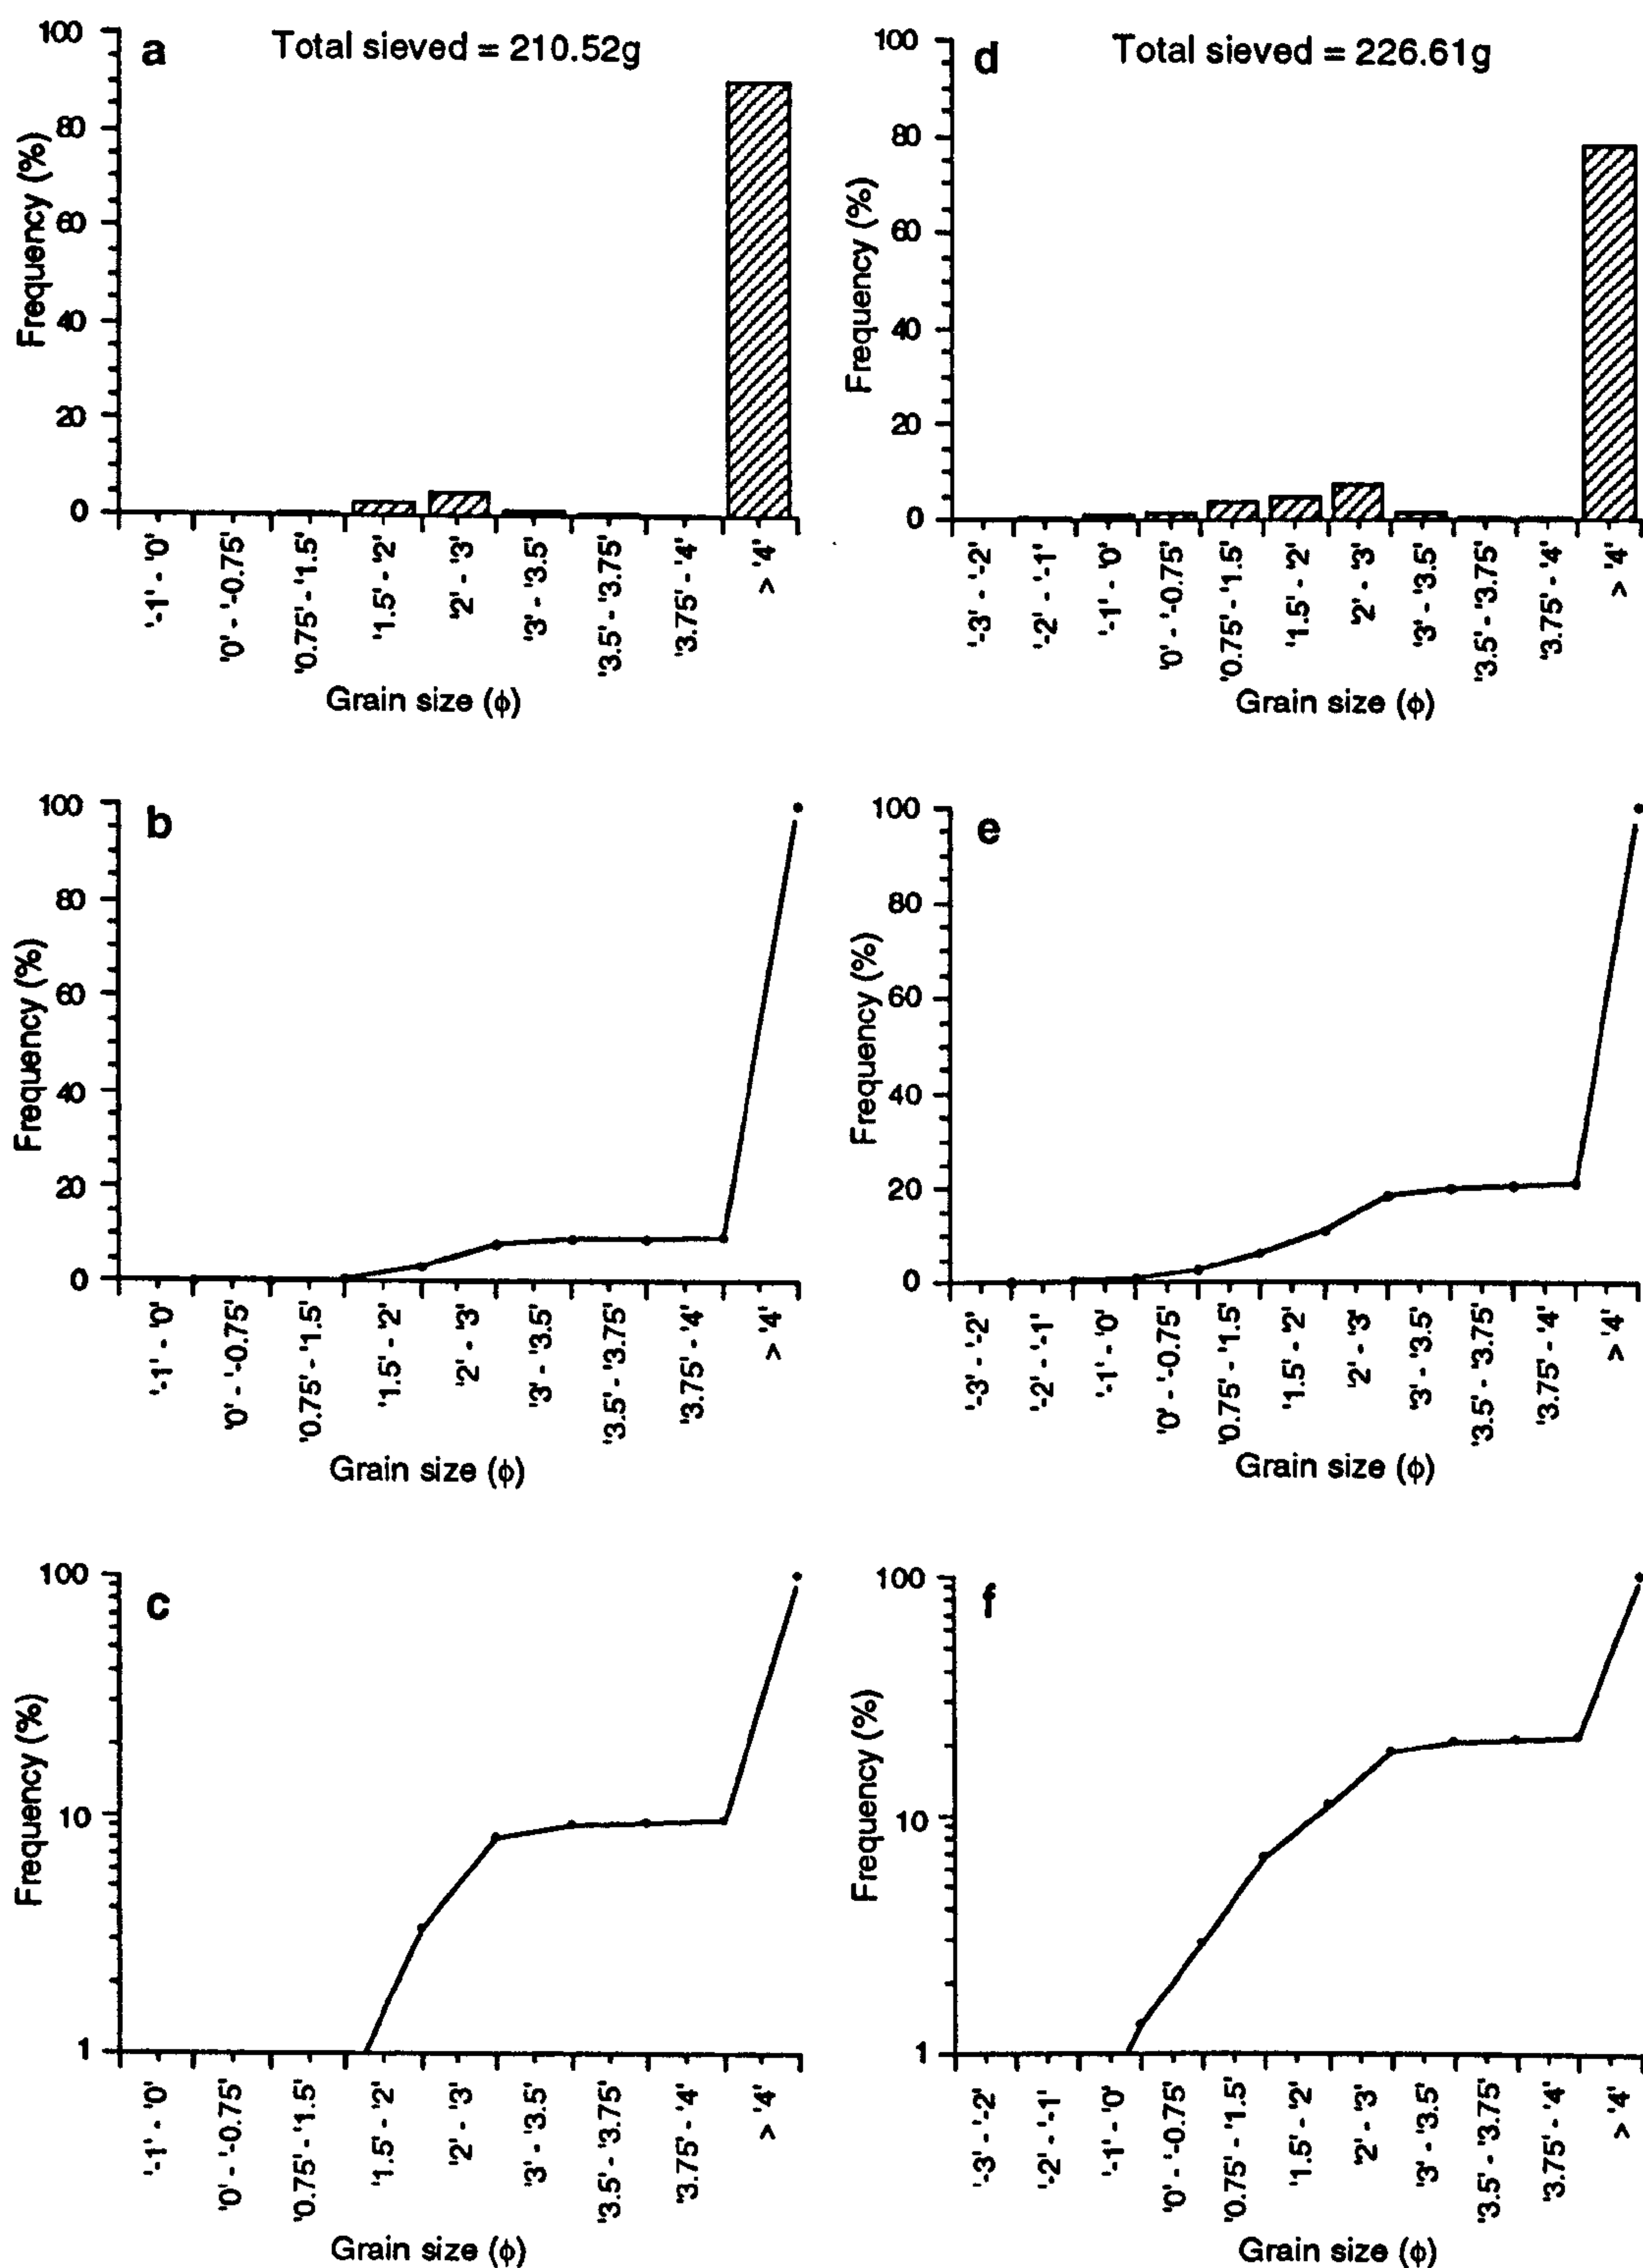 a
Total sieved = 210.52g
Frequency (%)
100
80
60
40
20
0
'-1' - '0'
'0' - '-0.75'
'0.75' - '1.5'
'1.5' - '2'
'2' - '3'
'3' - '3.5'
'3.5' - '3.75'
'3.75' - '4'
> '4'
Grain size (ϕ)
d
Total sieved = 226.61g
Frequency (%)
100
80
60
40
20
0
'-3' - '-2'
'-2' - '-1'
'-1' - '0'
'0' - '-0.75'
'0.75' - '1.5'
'1.5' - '2'
'2' - '3'
'3' - '3.5'
'3.5' - '3.75'
'3.75' - '4'
> '4'
Grain size (ϕ)
b
Frequency (%)
100
80
60
40
20
0
'-1' - '0'
'0' - '-0.75'
'0.75' - '1.5'
'1.5' - '2'
'2' - '3'
'3' - '3.5'
'3.5' - '3.75'
'3.75' - '4'
> '4'
Grain size (ϕ)
e
Frequency (%)
100
80
60
40
20
0
'-3' - '-2'
'-2' - '-1'
'-1' - '0'
'0' - '-0.75'
'0.75' - '1.5'
'1.5' - '2'
'2' - '3'
'3' - '3.5'
'3.5' - '3.75'
'3.75' - '4'
> '4'
Grain size (ϕ)
c
Frequency (%)
100
10
1
'-1' - '0'
'0' - '-0.75'
'0.75' - '1.5'
'1.5' - '2'
'2' - '3'
'3' - '3.5'
'3.5' - '3.75'
'3.75' - '4'
> '4'
Grain size (ϕ)
f
Frequency (%)
100
10
1
'-3' - '-2'
'-2' - '-1'
'-1' - '0'
'0' - '-0.75
'0.75' - '1.5'
'1.5' - '2'
'2' - '3'
'3' - '3.5'
'3.5' - '3.75'
'3.75' - '4'
> '4'
Grain size (ϕ)